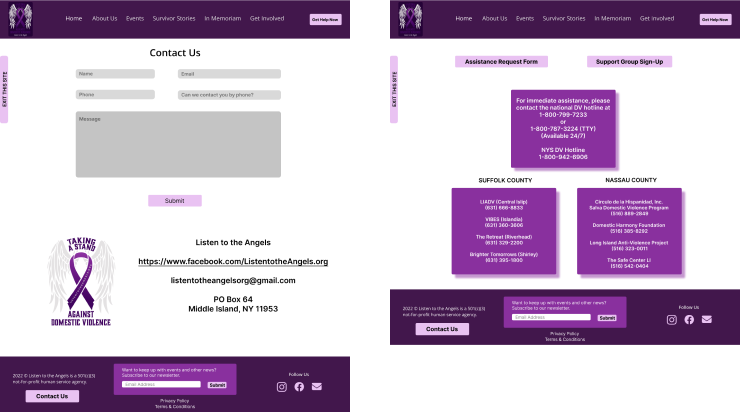 Home About Us Events Survivor Stories In Memoriam Get Involved Get Help Now
EXIT THIS SITE
Contact Us
Name Email
Phone Can we contact you by phone?
Message
Submit
TAKING
A STAND
AGAINST
DOMESTIC VIOLENCE
Listen to the Angels
https://www.facebook.com/ListentotheAngels.org
listentotheangelsorg@gmail.com
PO Box 64
Middle Island, NY 11953
2022 © Listen to the Angels is a 501(c)(3)
not-for-profit human service agency.
Contact Us
Want to keep up with events and other news?
Subscribe to our newsletter.
Email Address Submit
Privacy Policy
Terms & Conditions
Follow Us
Home About Us Events Survivor Stories In Memoriam Get Involved Get Help Now
EXIT THIS SITE
Assistance Request Form Support Group Sign-Up
For immediate assistance, please
contact the national DV hotline at
1-800-799-7233
or
1-800-787-3224 (TTY)
(Available 24/7)
NYS DV Hotline
1-800-942-6906
SUFFOLK COUNTY
LIADV (Central Islip)
(631) 666-8833
VIBES (Islandia)
(631) 360-3606
The Retreat (Riverhead)
(631) 329-2200
Brighter Tomorrows (Shirley)
(631) 395-1800
NASSAU COUNTY
Circulo de la Hispanidad, Inc.
Salva Domestic Violence Program
(516) 889-2849
Domestic Harmony Foundation
(516) 385-8292
Long Island Anti-Violence Project
(516) 323-0011
The Safe Center LI
(516) 542-0404
2022 © Listen to the Angels is a 501(c)(3)
not-for-profit human service agency.
Contact Us
Want to keep up with events and other news?
Subscribe to our newsletter.
Email Address Submit
Privacy Policy
Terms & Conditions
Follow Us